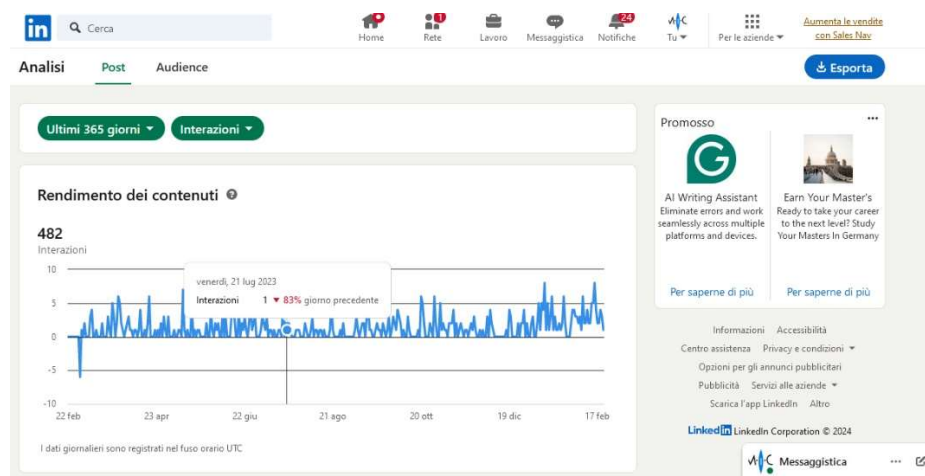 in
Cerca
Home
Rete
Lavoro
Messaggistica
24
Notifiche
Tu
Per le aziende
Aumenta le vendite
con Sales Nav
Analisi
Post
Audience
Esporta
Ultimi 365 giorni
Interazioni
Rendimento dei contenuti
482
Interazioni
10
5
0
-5
-10
venerdì, 21 lug 2023
Interazioni 1 ▼ 83% giorno precedente
22 feb
23 apr
22 giu
21 ago
20 ott
19 dic
17 feb
I dati giornalieri sono registrati nel fuso orario UTC
Promosso
G
AI Writing Assistant
Eliminate errors and work
seamlessly across multiple
platforms and devices.
Per saperne di più
Earn Your Master's
Ready to take your career
to the next level? Study
Your Masters In Germany
Per saperne di più
Informazioni Accessibilità
Centro assistenza Privacy e condizioni
Opzioni per gli annunci pubblicitari
Pubblicità Servizi alle aziende
Scarica l'app LinkedIn Altro
LinkedIn LinkedIn Corporation © 2024
Messaggistica